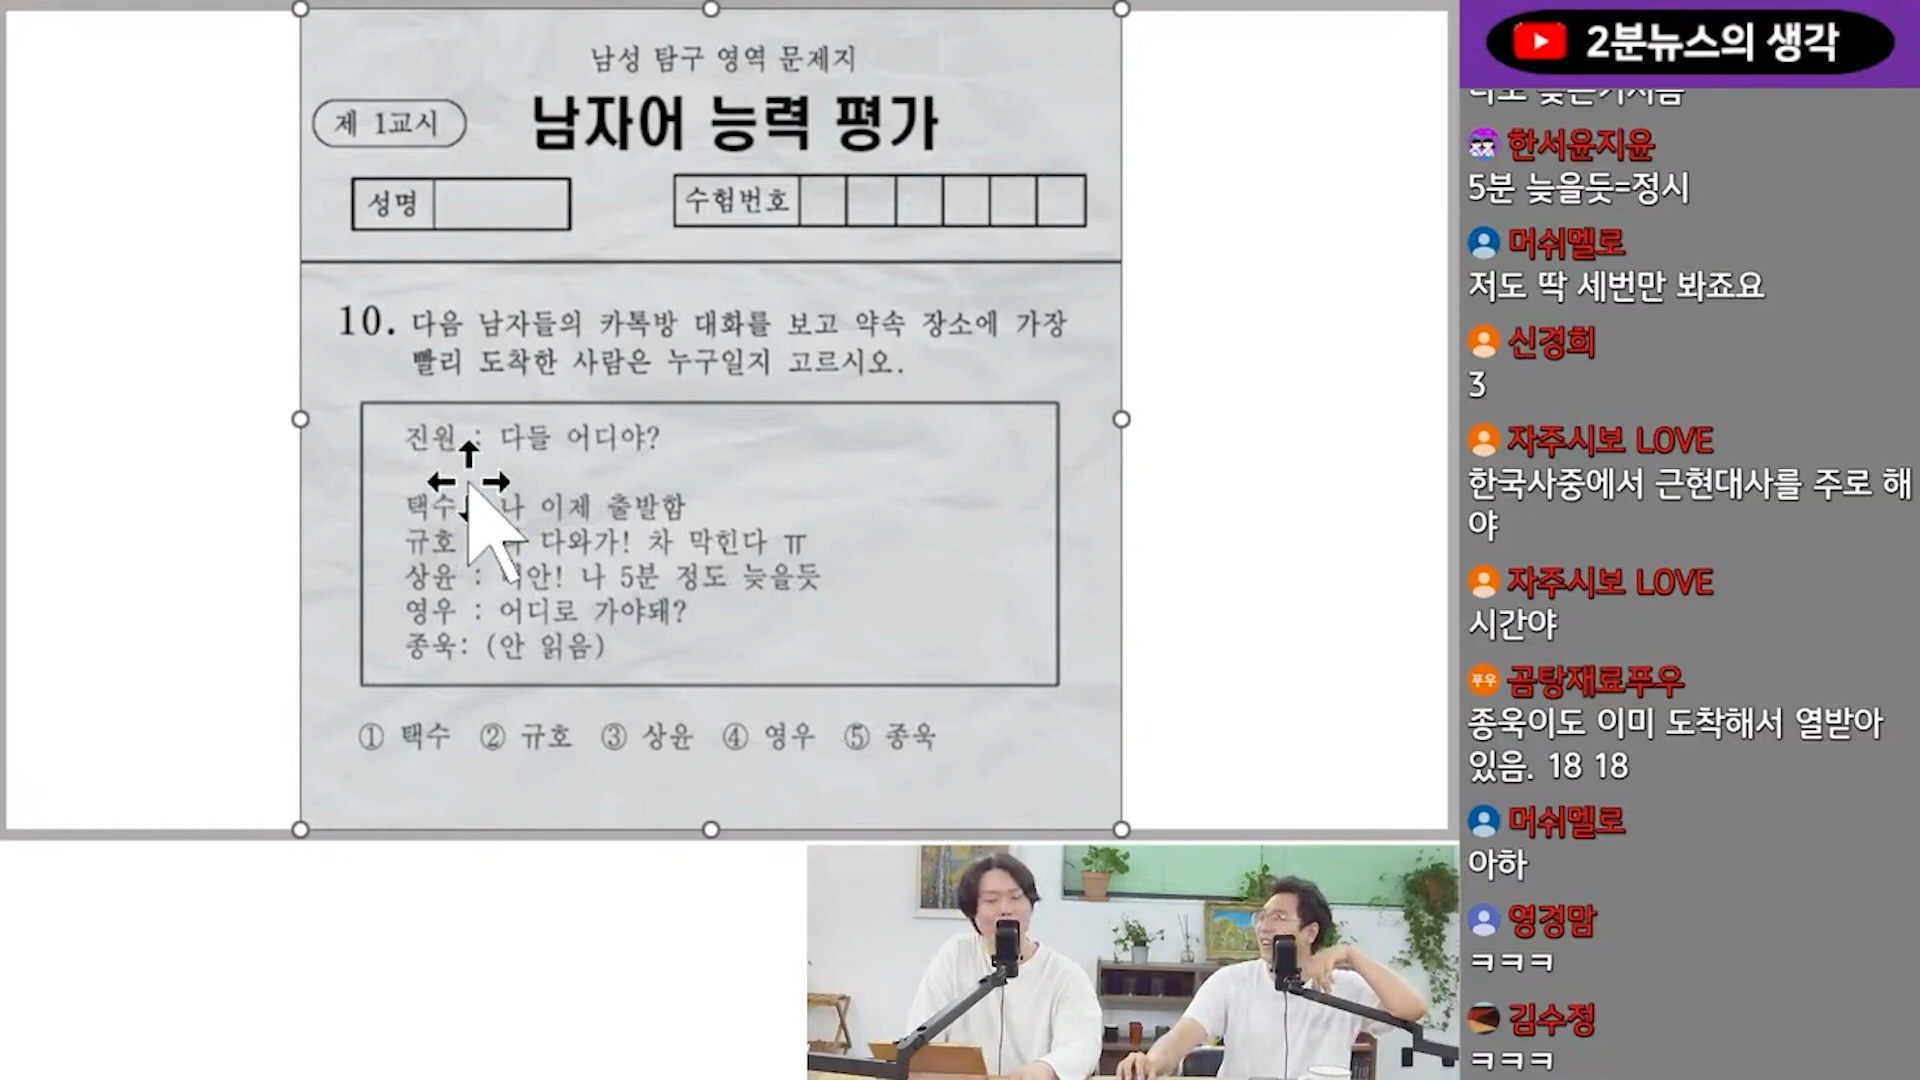 남성 탐구 영역 문제지
제 1교시
남자어 능력 평가
성명
수험번호
10. 다음 남자들의 카톡방 대화를 보고 약속 장소에 가장
빨리 도착한 사람은 누구일지 고르시오.
진원 : 다들 어디야?
택수 나 이제 출발함
규호 다와가! 차 막힌다 ㅠ
상윤 : 나 5분 정도 늦을듯
영우 : 어디로 가야돼?
종욱: (안 읽음)
① 택수 ② 규호 ③ 상윤 ④ 영우 ⑤ 종욱
2분뉴스의 생각
한서윤지윤
5분 늦을듯=정시
머쉬멜로
저도 딱 세번만 봐죠요
신경희
3
자주시보 LOVE
한국사중에서 근현대사를 주로 해
야
자주시보 LOVE
시간야
푸우 꼼탕재료푸우
종욱이도 이미 도착해서 열받아
있음. 18 18
머쉬멜로
아하
영경맘
ㅋㅋㅋ
김수정
ㅋㅋㅋ